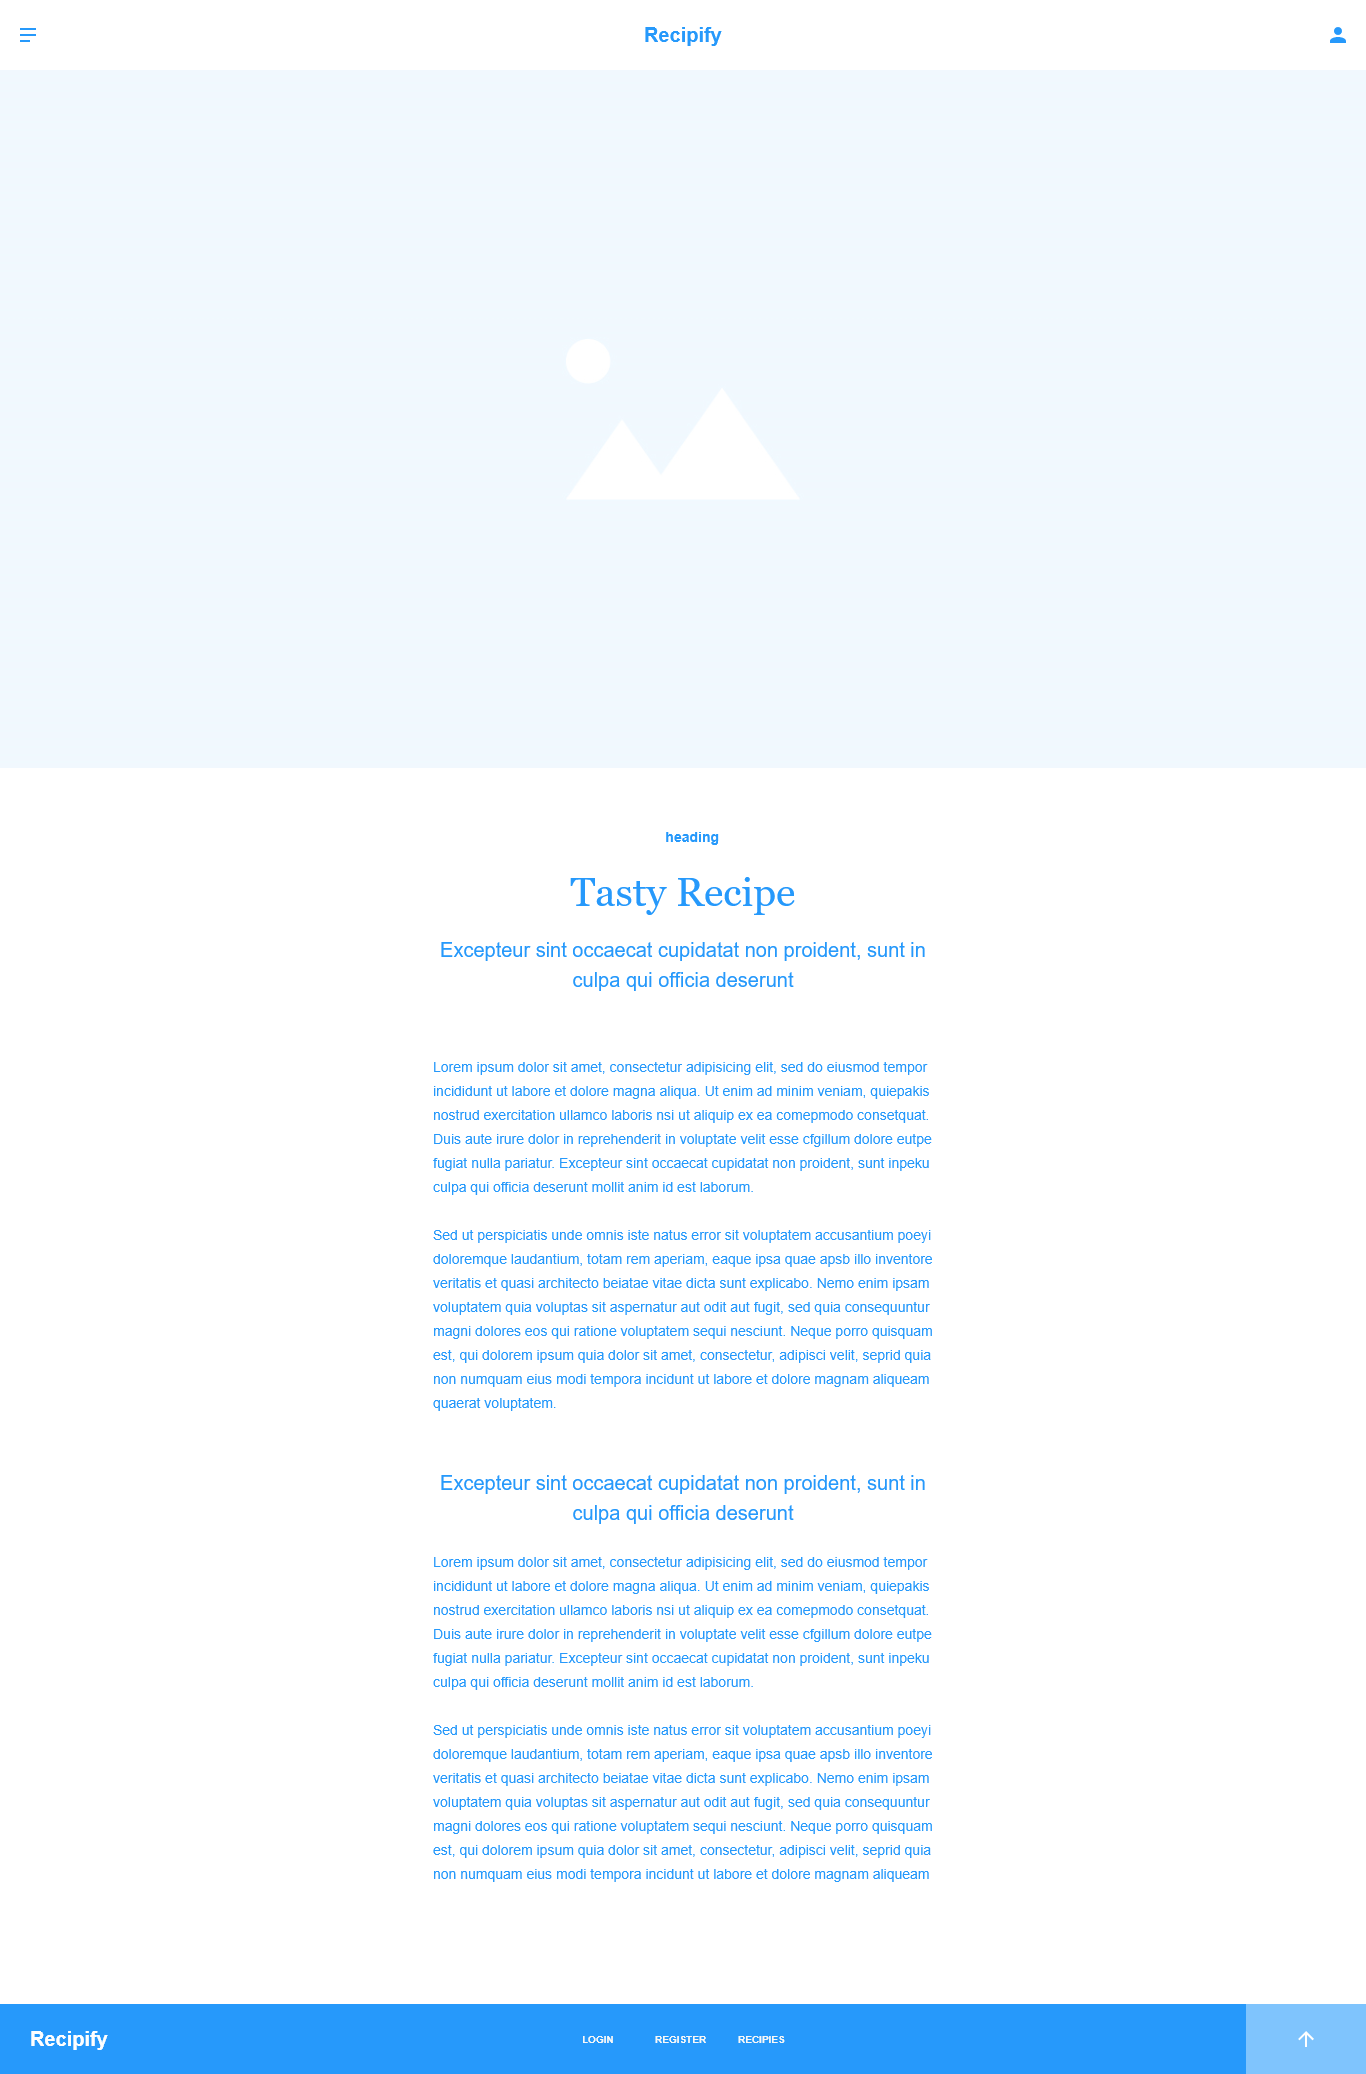 Recipify
heading
Tasty Recipe
Excepteur sint occaecat cupidatat non proident, sunt in
culpa qui officia deserunt
Lorem ipsum dolor sit amet, consectetur adipisicing elit, sed do eiusmod tempor
incididunt ut labore et dolore magna aliqua. Ut enim ad minim veniam, quiepakis
nostrud exercitation ullamco laboris nsi ut aliquip ex ea comepmodo consetquat.
Duis aute irure dolor in reprehenderit in voluptate velit esse cfgillum dolore eutpe
fugiat nulla pariatur. Excepteur sint occaecat cupidatat non proident, sunt inpeku
culpa qui officia deserunt mollit anim id est laborum.
Sed ut perspiciatis unde omnis iste natus error sit voluptatem accusantium poeyi
doloremque laudantium, totam rem aperiam, eaque ipsa quae apsb illo inventore
veritatis et quasi architecto beiatae vitae dicta sunt explicabo. Nemo enim ipsam
voluptatem quia voluptas sit aspernatur aut odit aut fugit, sed quia consequuntur
magni dolores eos qui ratione voluptatem sequi nesciunt. Neque porro quisquam
est, qui dolorem ipsum quia dolor sit amet, consectetur, adipisci velit, seprid quia
non numquam eius modi tempora incidunt ut labore et dolore magnam aliqueam
quaerat voluptatem.
Excepteur sint occaecat cupidatat non proident, sunt in
culpa qui officia deserunt
Lorem ipsum dolor sit amet, consectetur adipisicing elit, sed do eiusmod tempor
incididunt ut labore et dolore magna aliqua. Ut enim ad minim veniam, quiepakis
nostrud exercitation ullamco laboris nsi ut aliquip ex ea comepmodo consetquat.
Duis aute irure dolor in reprehenderit in voluptate velit esse cfgillum dolore eutpe
fugiat nulla pariatur. Excepteur sint occaecat cupidatat non proident, sunt inpeku
culpa qui officia deserunt mollit anim id est laborum.
Sed ut perspiciatis unde omnis iste natus error sit voluptatem accusantium poeyi
doloremque laudantium, totam rem aperiam, eaque ipsa quae apsb illo inventore
veritatis et quasi architecto beiatae vitae dicta sunt explicabo. Nemo enim ipsam
voluptatem quia voluptas sit aspernatur aut odit aut fugit, sed quia consequuntur
magni dolores eos qui ratione voluptatem sequi nesciunt. Neque porro quisquam
est, qui dolorem ipsum quia dolor sit amet, consectetur, adipisci velit, seprid quia
non numquam eius modi tempora incidunt ut labore et dolore magnam aliqueam
Recipify LOGIN REGISTER RECIPIES